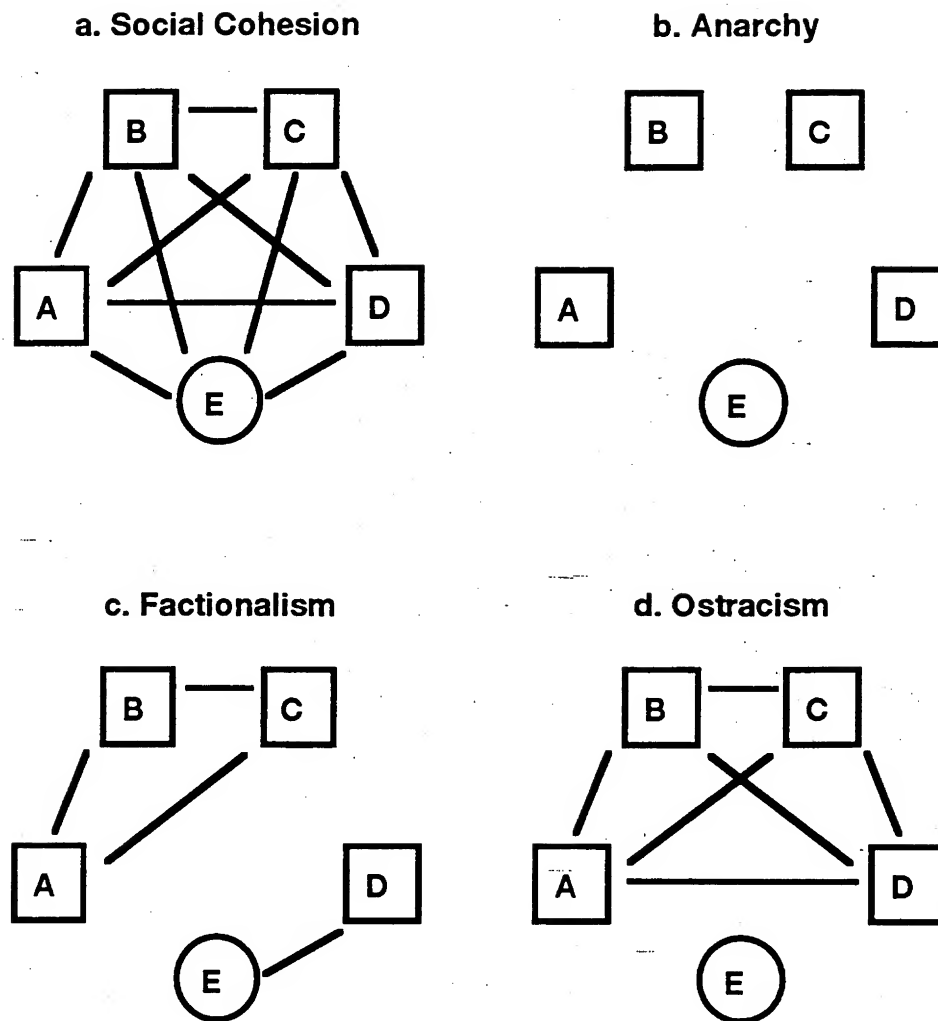 a. Social Cohesion
B C
A D
E
b. Anarchy
B C
A D
E
c. Factionalism
B C
A D
E
d. Ostracism
B C
A D
E